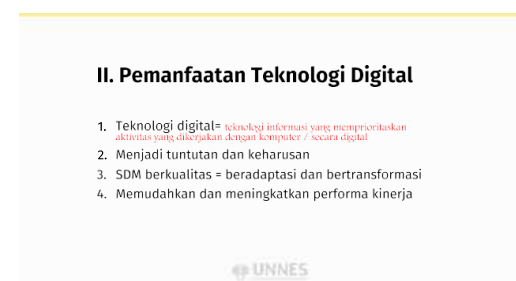 II. Pemanfaatan Teknologi Digital
1. Teknologi digital= teknologi informasi yang memprioritaskan
aktivitas yang dikerjakan dengan komputer / secara digital
2. Menjadi tuntutan dan keharusan
3. SDM berkualitas = beradaptasi dan bertransformasi
4. Memudahkan dan meningkatkan performa kinerja
UNNES